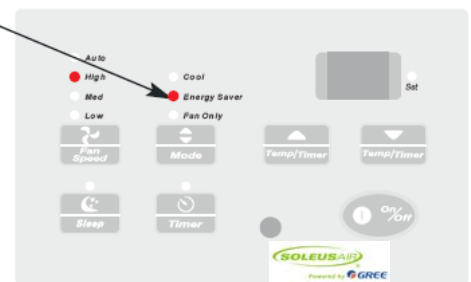 Auto
High
Med
Low
Cool
Energy Saver
Fan Only
Set
Fan
Speed
Mode
Temp/Timer
Temp/Timer
Sleep
Timer
On/Off
SOLEUSAIR
Powered by GREE